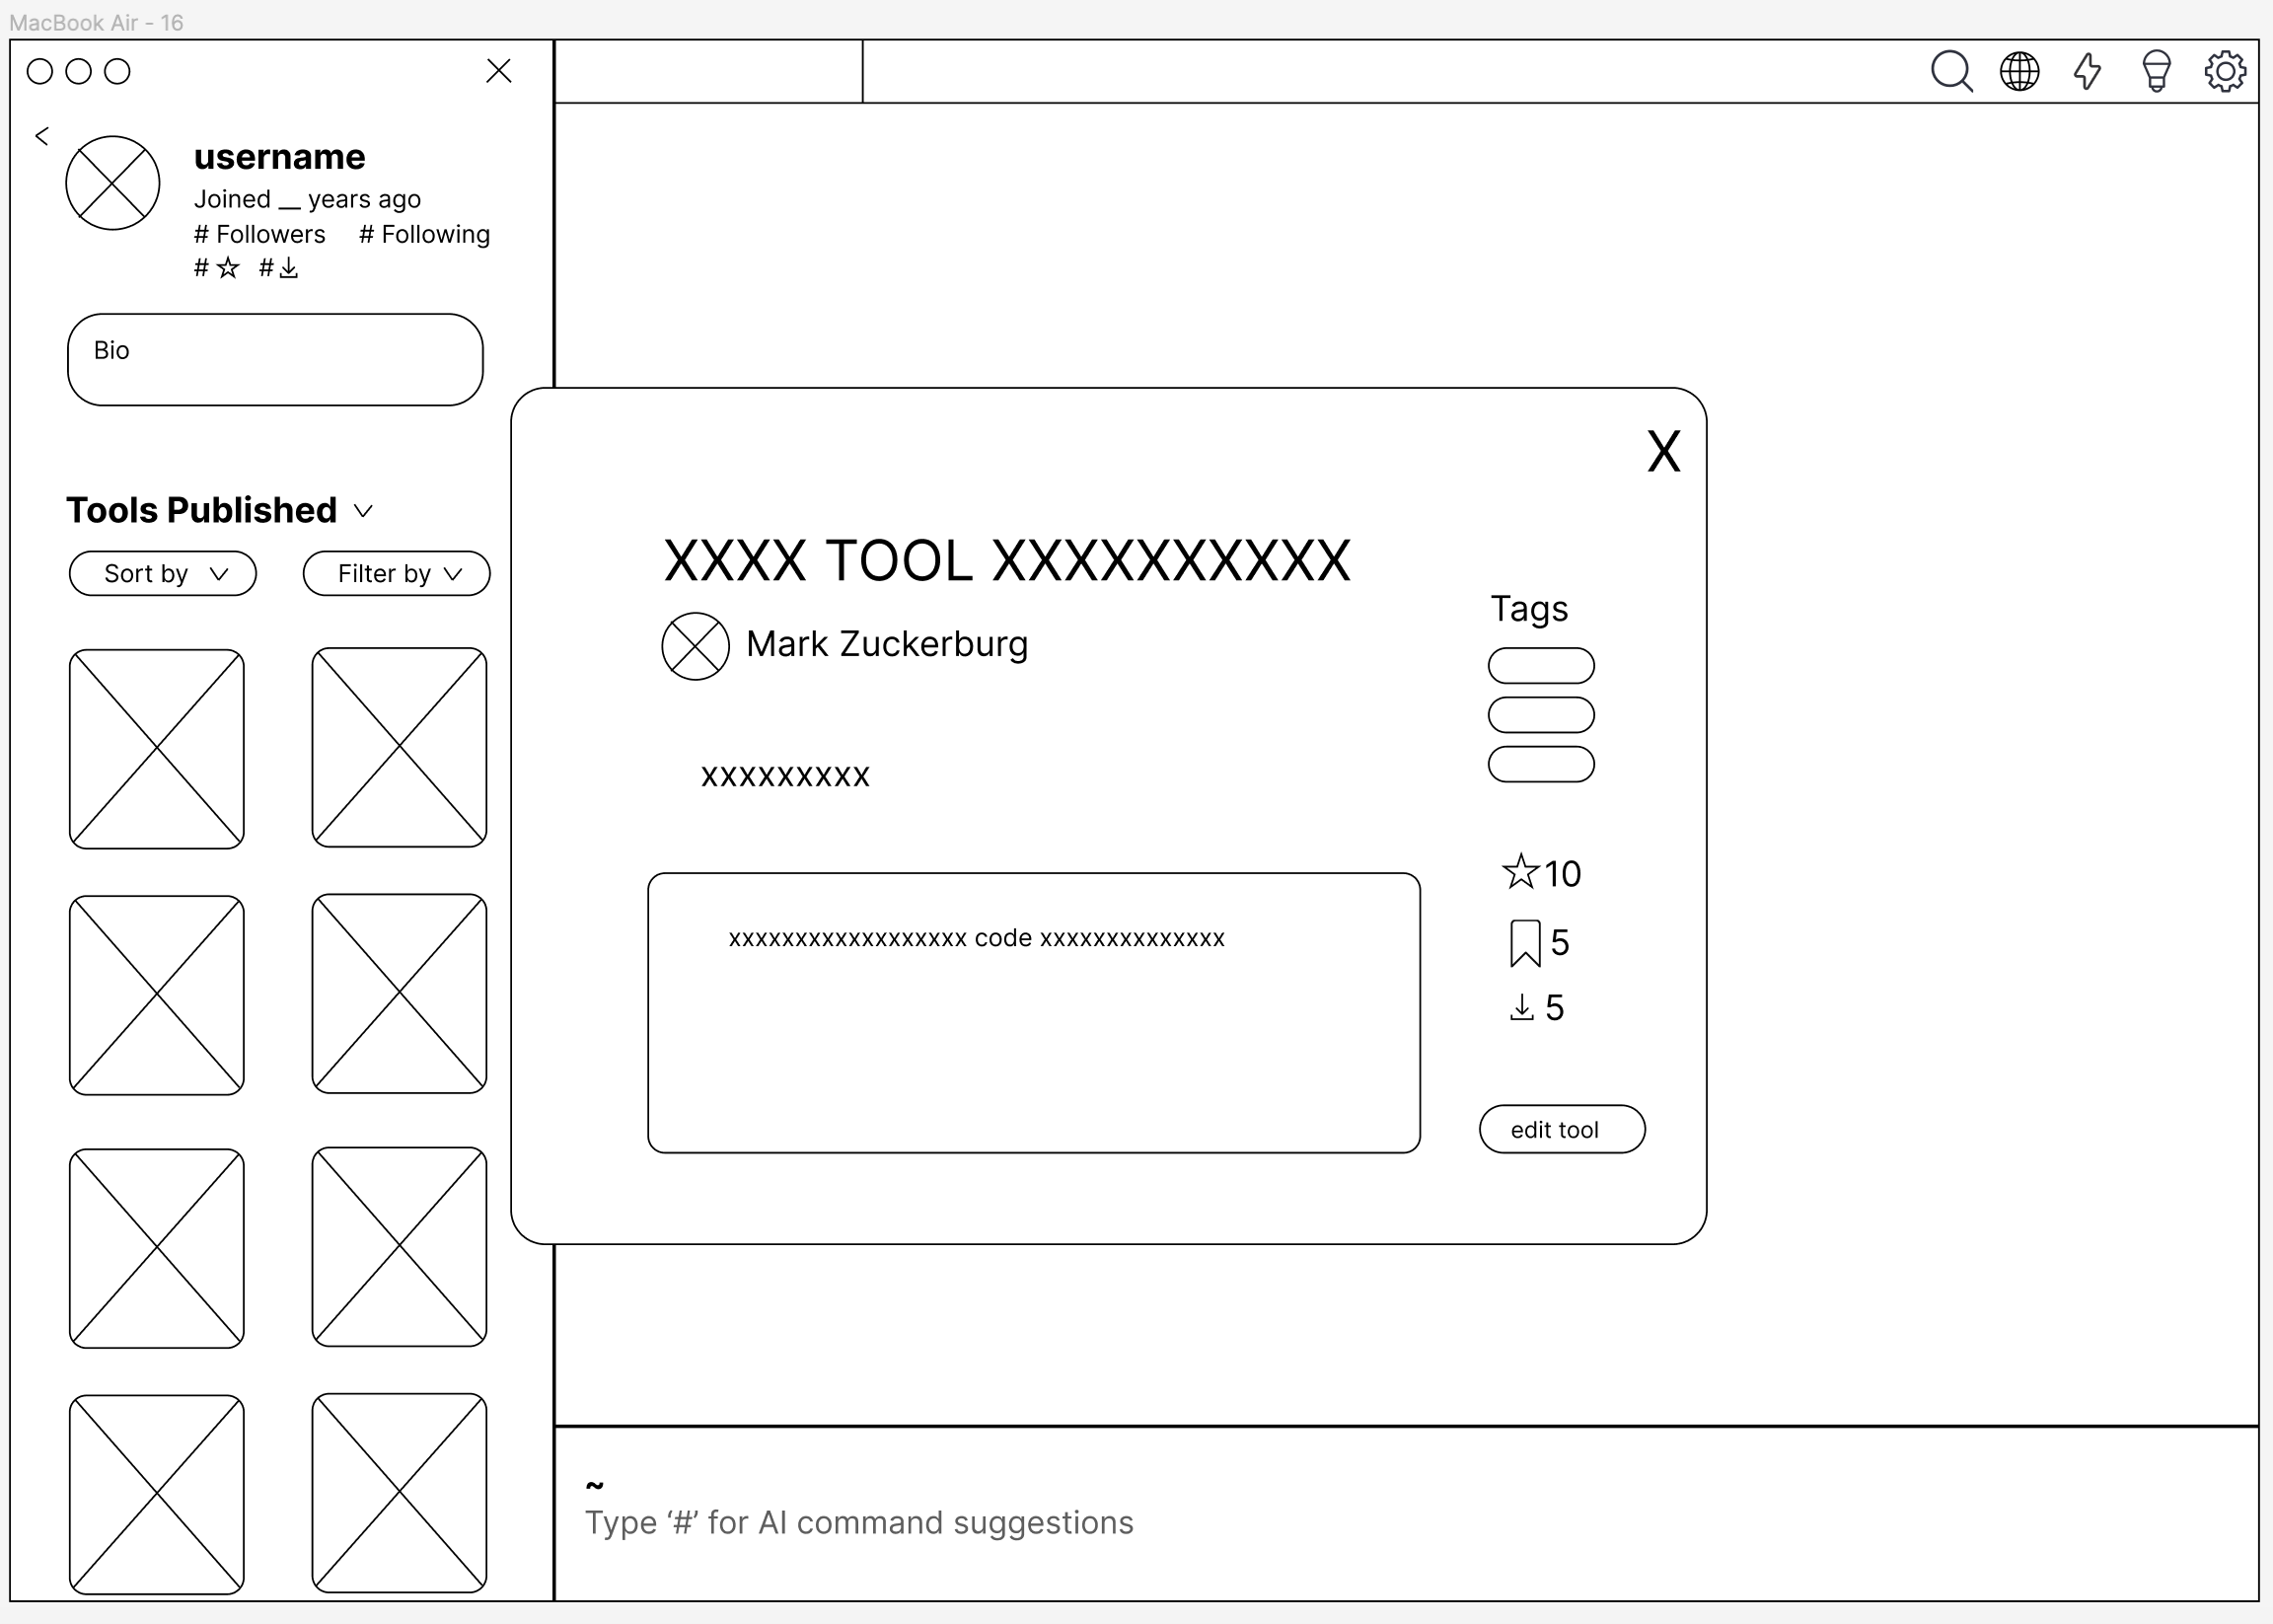 MacBook Air - 16
username
Joined __ years ago
# Followers # Following
# #
Bio
Tools Published
Sort by
Filter by
X
XXXX TOOL XXXXXXXXXX
Mark Zuckerburg
xxxxxxxxx
xxxxxxxxxxxxxxxxxx code xxxxxxxxxxxxxx
Tags
10
5
5
edit tool
~
Type ‘#’ for AI command suggestions